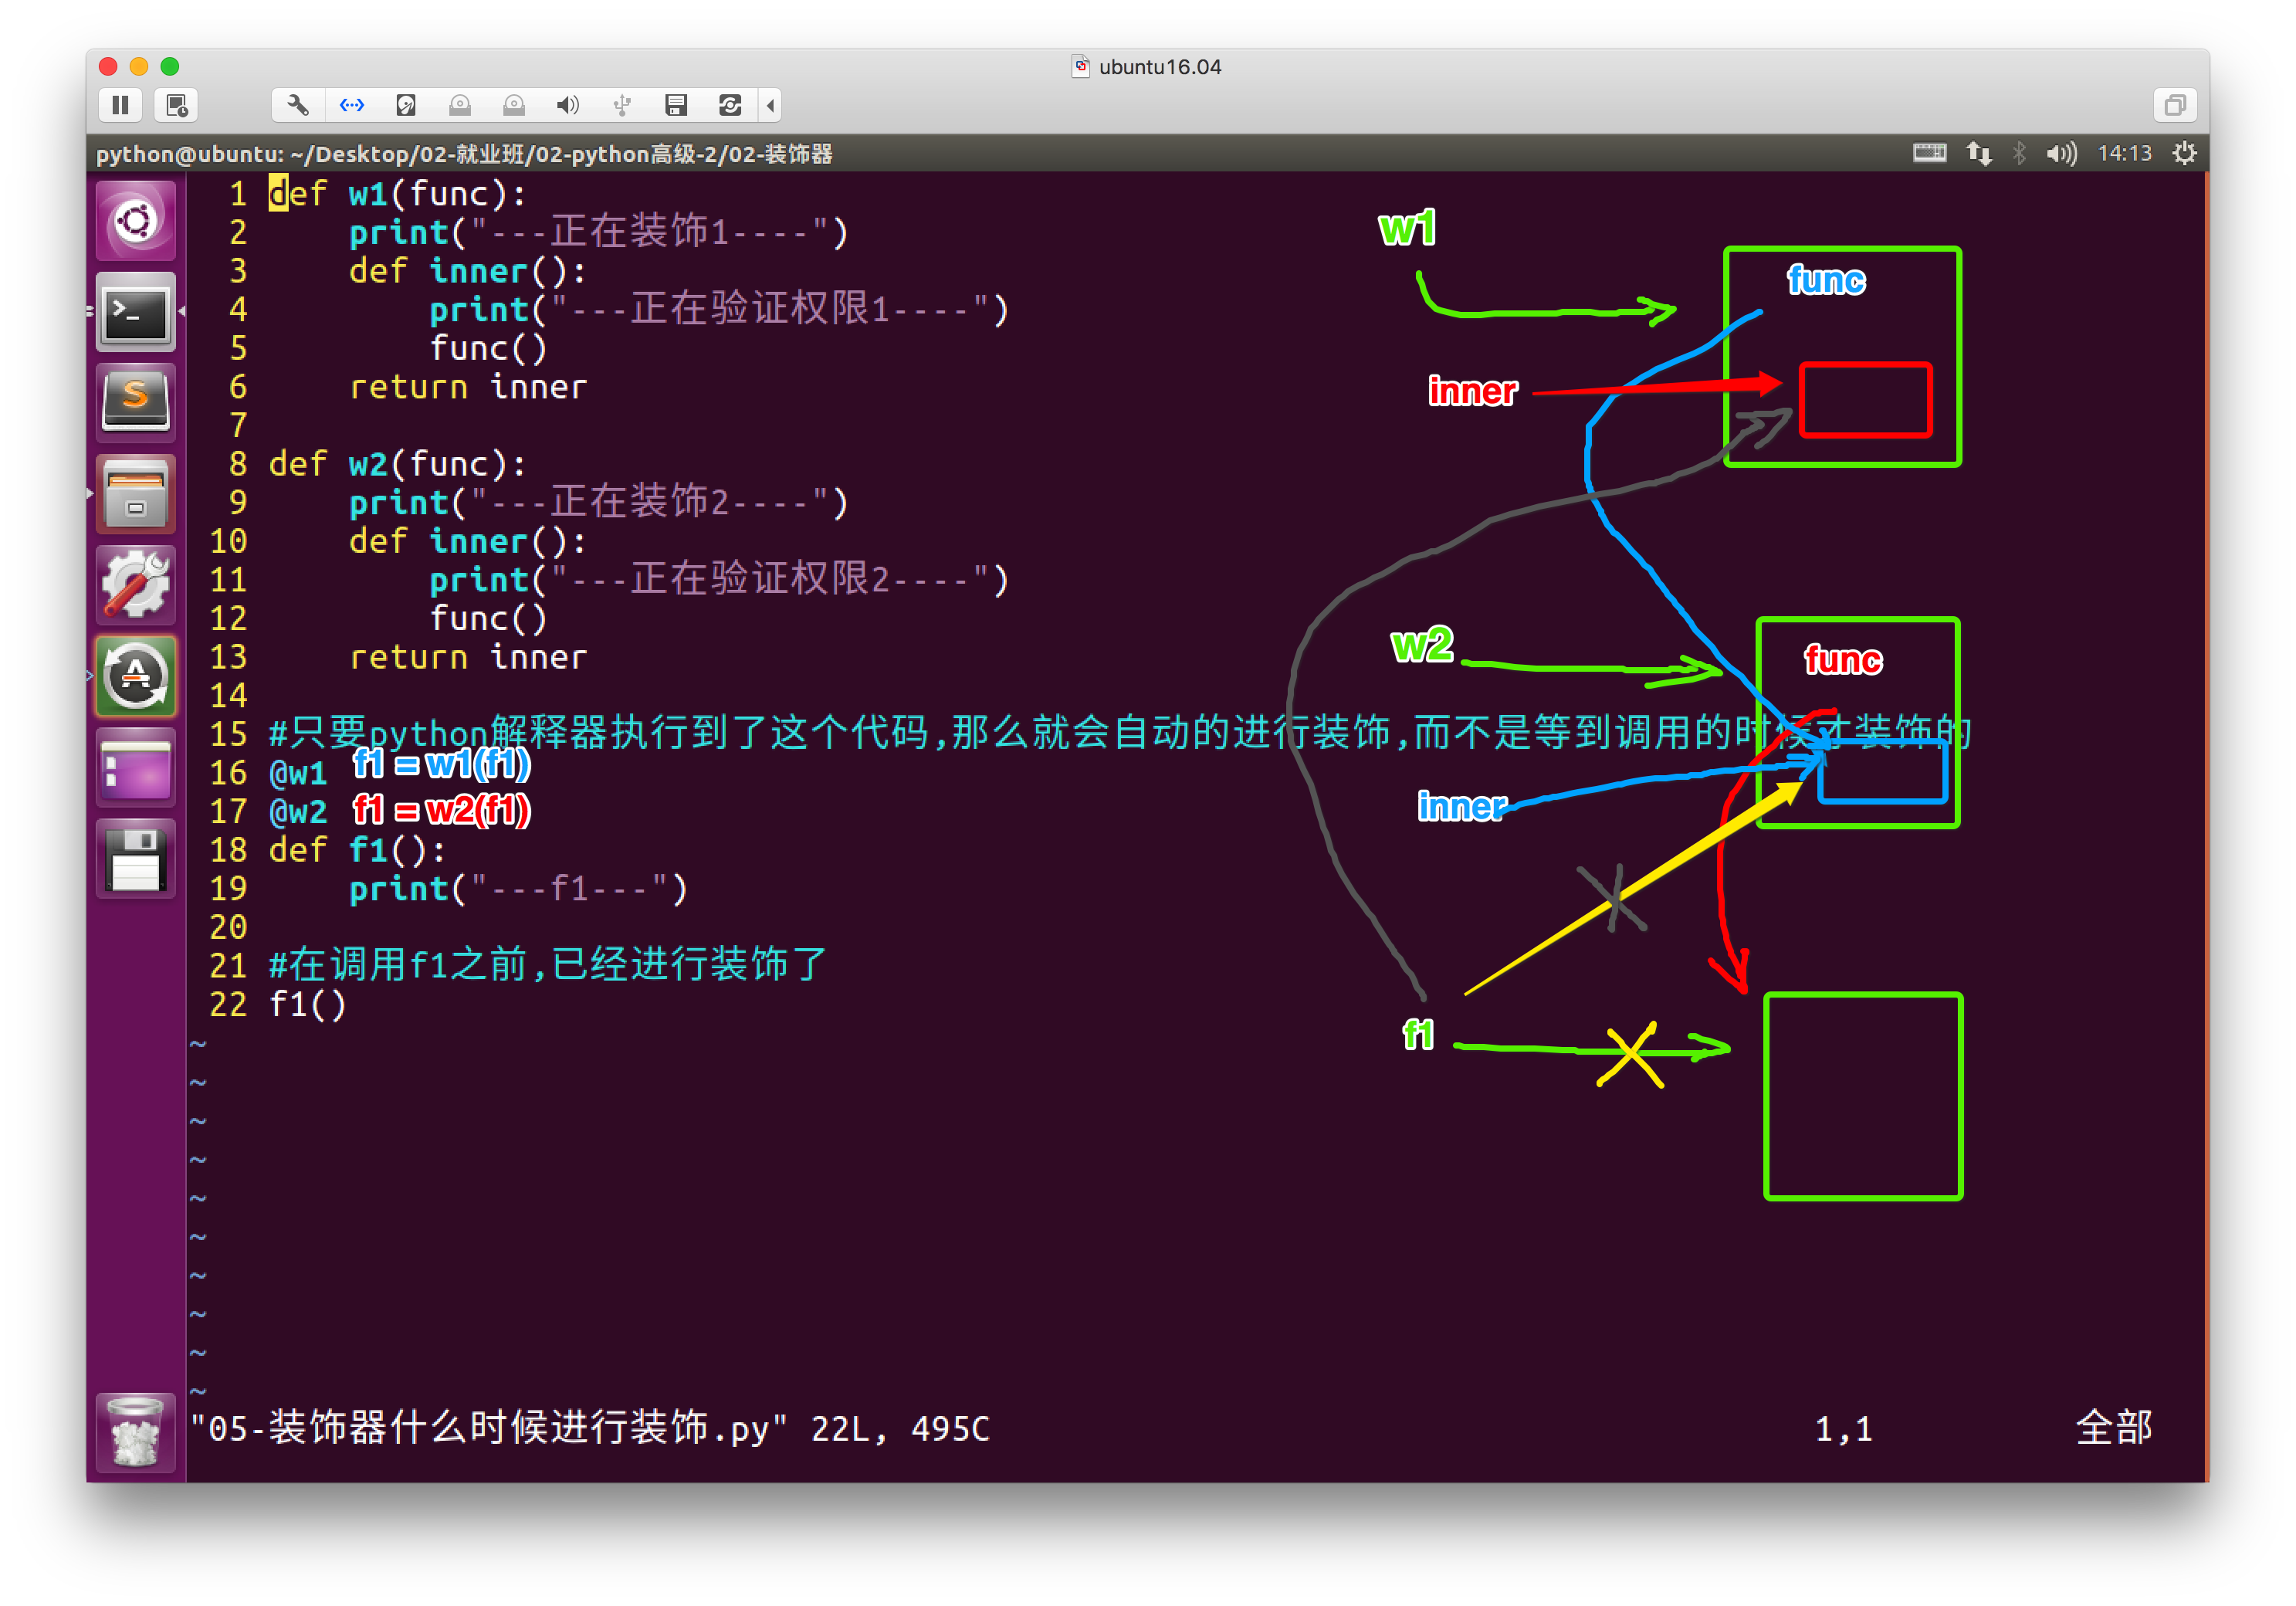 ubuntu16.04
python@ubuntu: ~/Desktop/02-就业班/02-python高级-2/02-装饰器
14:13
1 def w1(func):
2     print("---正在装饰1----")
3     def inner():
4         print("---正在验证权限1----")
5         func()
6     return inner
7
8 def w2(func):
9     print("---正在装饰2----")
10     def inner():
11         print("---正在验证权限2----")
12         func()
13     return inner
14
15 #只要python解释器执行到了这个代码,那么就会自动的进行装饰,而不是等到调用的时候才装饰的
16 @w1 f1 = w1(f1)
17 @w2 f1 = w2(f1)
18 def f1():
19     print("---f1---")
20
21 #在调用f1之前,已经进行装饰了
22 f1()
~
~
~
~
~
~
~
~
~
~
"05-装饰器什么时候进行装饰.py" 22L, 495C 1,1 全部
w1
func
inner
w2
func
inner
f1